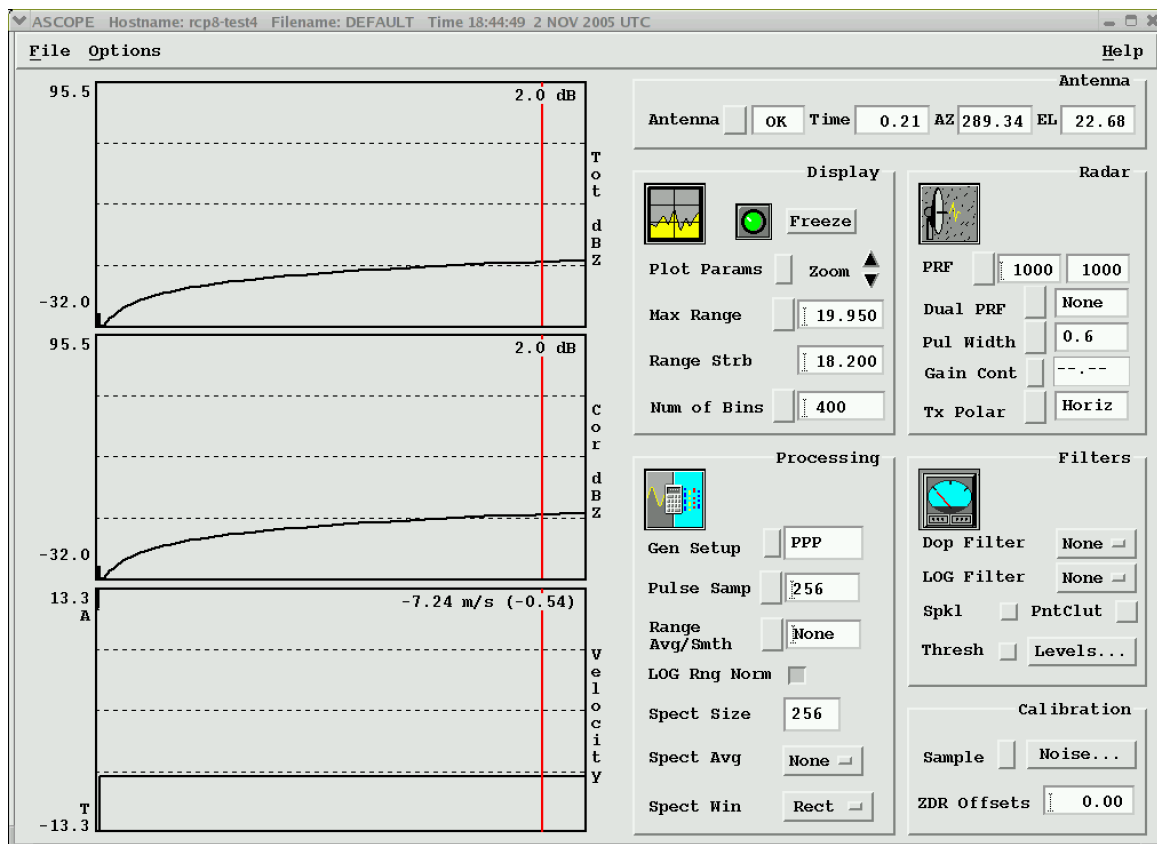 ASCOPE Hostname: rcp8-test4 Filename: DEFAULT Time 18:44:49 2 NOV 2005 UTC
File Options Help
95.5
2.0 dB
Tot dBZ
-32.0
95.5
2.0 dB
Cor dBZ
-32.0
13.3
A
-7.24 m/s (-0.54)
Velocity
T
-13.3
Antenna
Antenna OK Time 0.21 AZ 289.34 EL 22.68
Display
Freeze
Plot Params Zoom
Max Range 19.950
Range Strb 18.200
Num of Bins 400
Radar
PRF 1000 1000
Dual PRF None
Pul Width 0.6
Gain Cont --.--
Tx Polar Horiz
Processing
Gen Setup PPP
Pulse Samp 256
Range
Avg/Smth None
LOG Rng Norm
Spect Size 256
Spect Avg None
Spect Win Rect
Filters
Dop Filter None
LOG Filter None
Spkl PntClut
Thresh Levels...
Calibration
Sample Noise...
ZDR Offsets 0.00